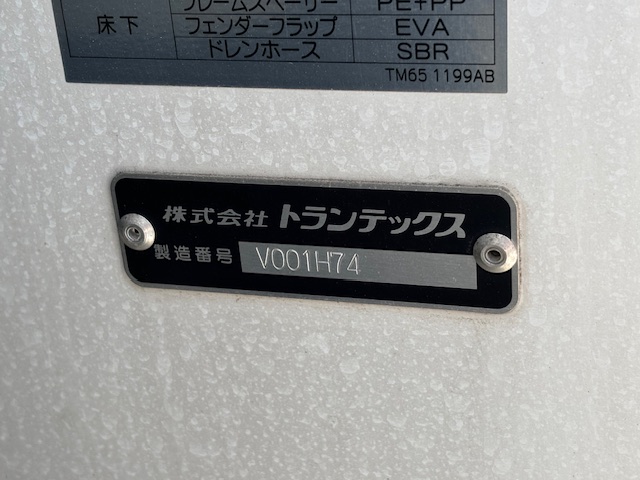 フレームスペーサー PE+PP
床下 フェンダーフラップ EVA
ドレンホース SBR
TM65 1199AB
株式会社 トランテックス
製造番号 V001H74